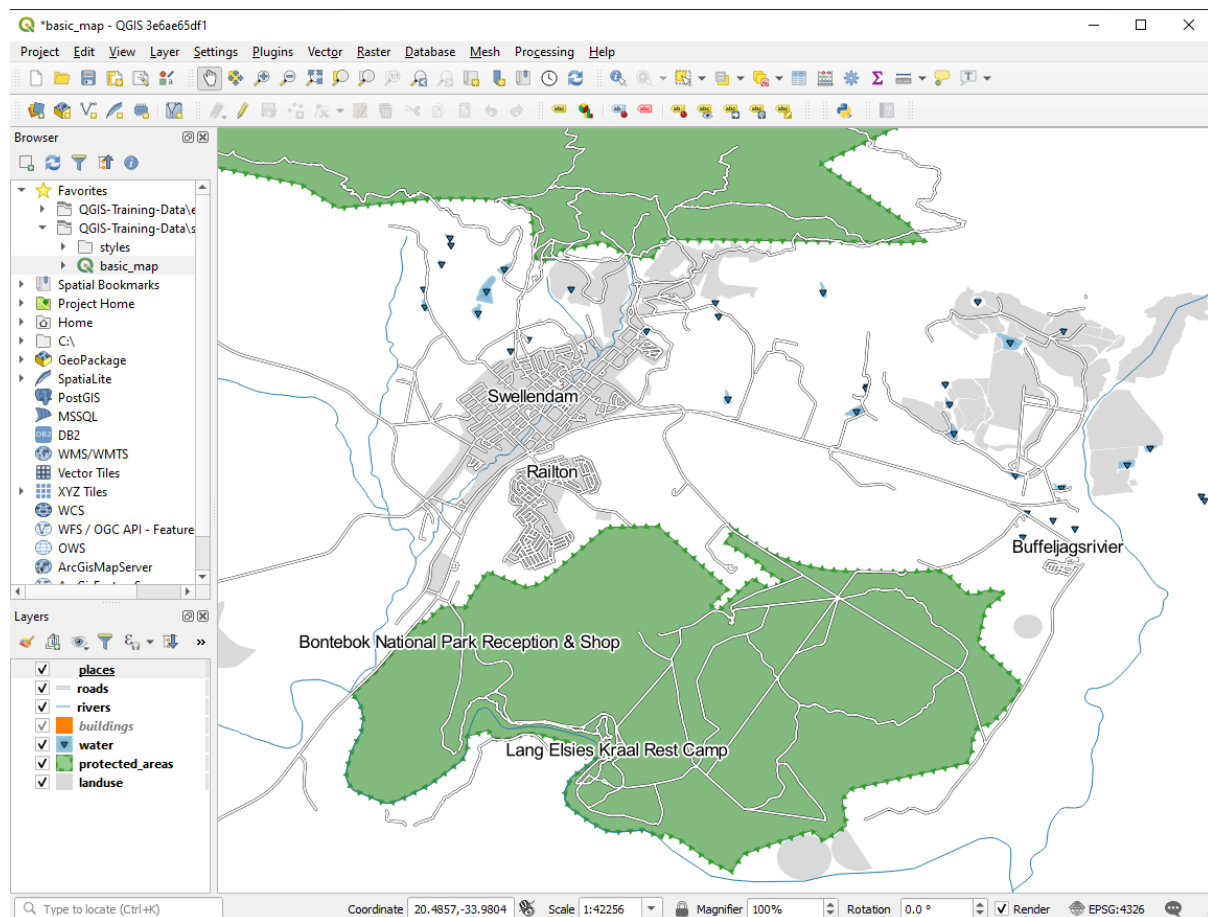 *basic_map - QGIS 3e6ae65df1
Project Edit View Layer Settings Plugins Vector Raster Database Mesh Processing Help
Browser
Favorites
QGIS-Training-Data\e
QGIS-Training-Data\s
styles
basic_map
Spatial Bookmarks
Project Home
Home
C:\
GeoPackage
SpatiaLite
PostGIS
MSSQL
DB2
WMS/WMTS
Vector Tiles
XYZ Tiles
WCS
WFS / OGC API - Feature
OWS
ArcGisMapServer
Layers
places
roads
rivers
buildings
water
protected_areas
landuse
Swellendam
Railton
Buffeljagsrivier
Bontebok National Park Reception & Shop
Lang Elsies Kraal Rest Camp
Type to locate (Ctrl+K) Coordinate 20.4857,-33.9804 Scale 1:42256 Magnifier 100% Rotation 0.0 ° Render EPSG:4326